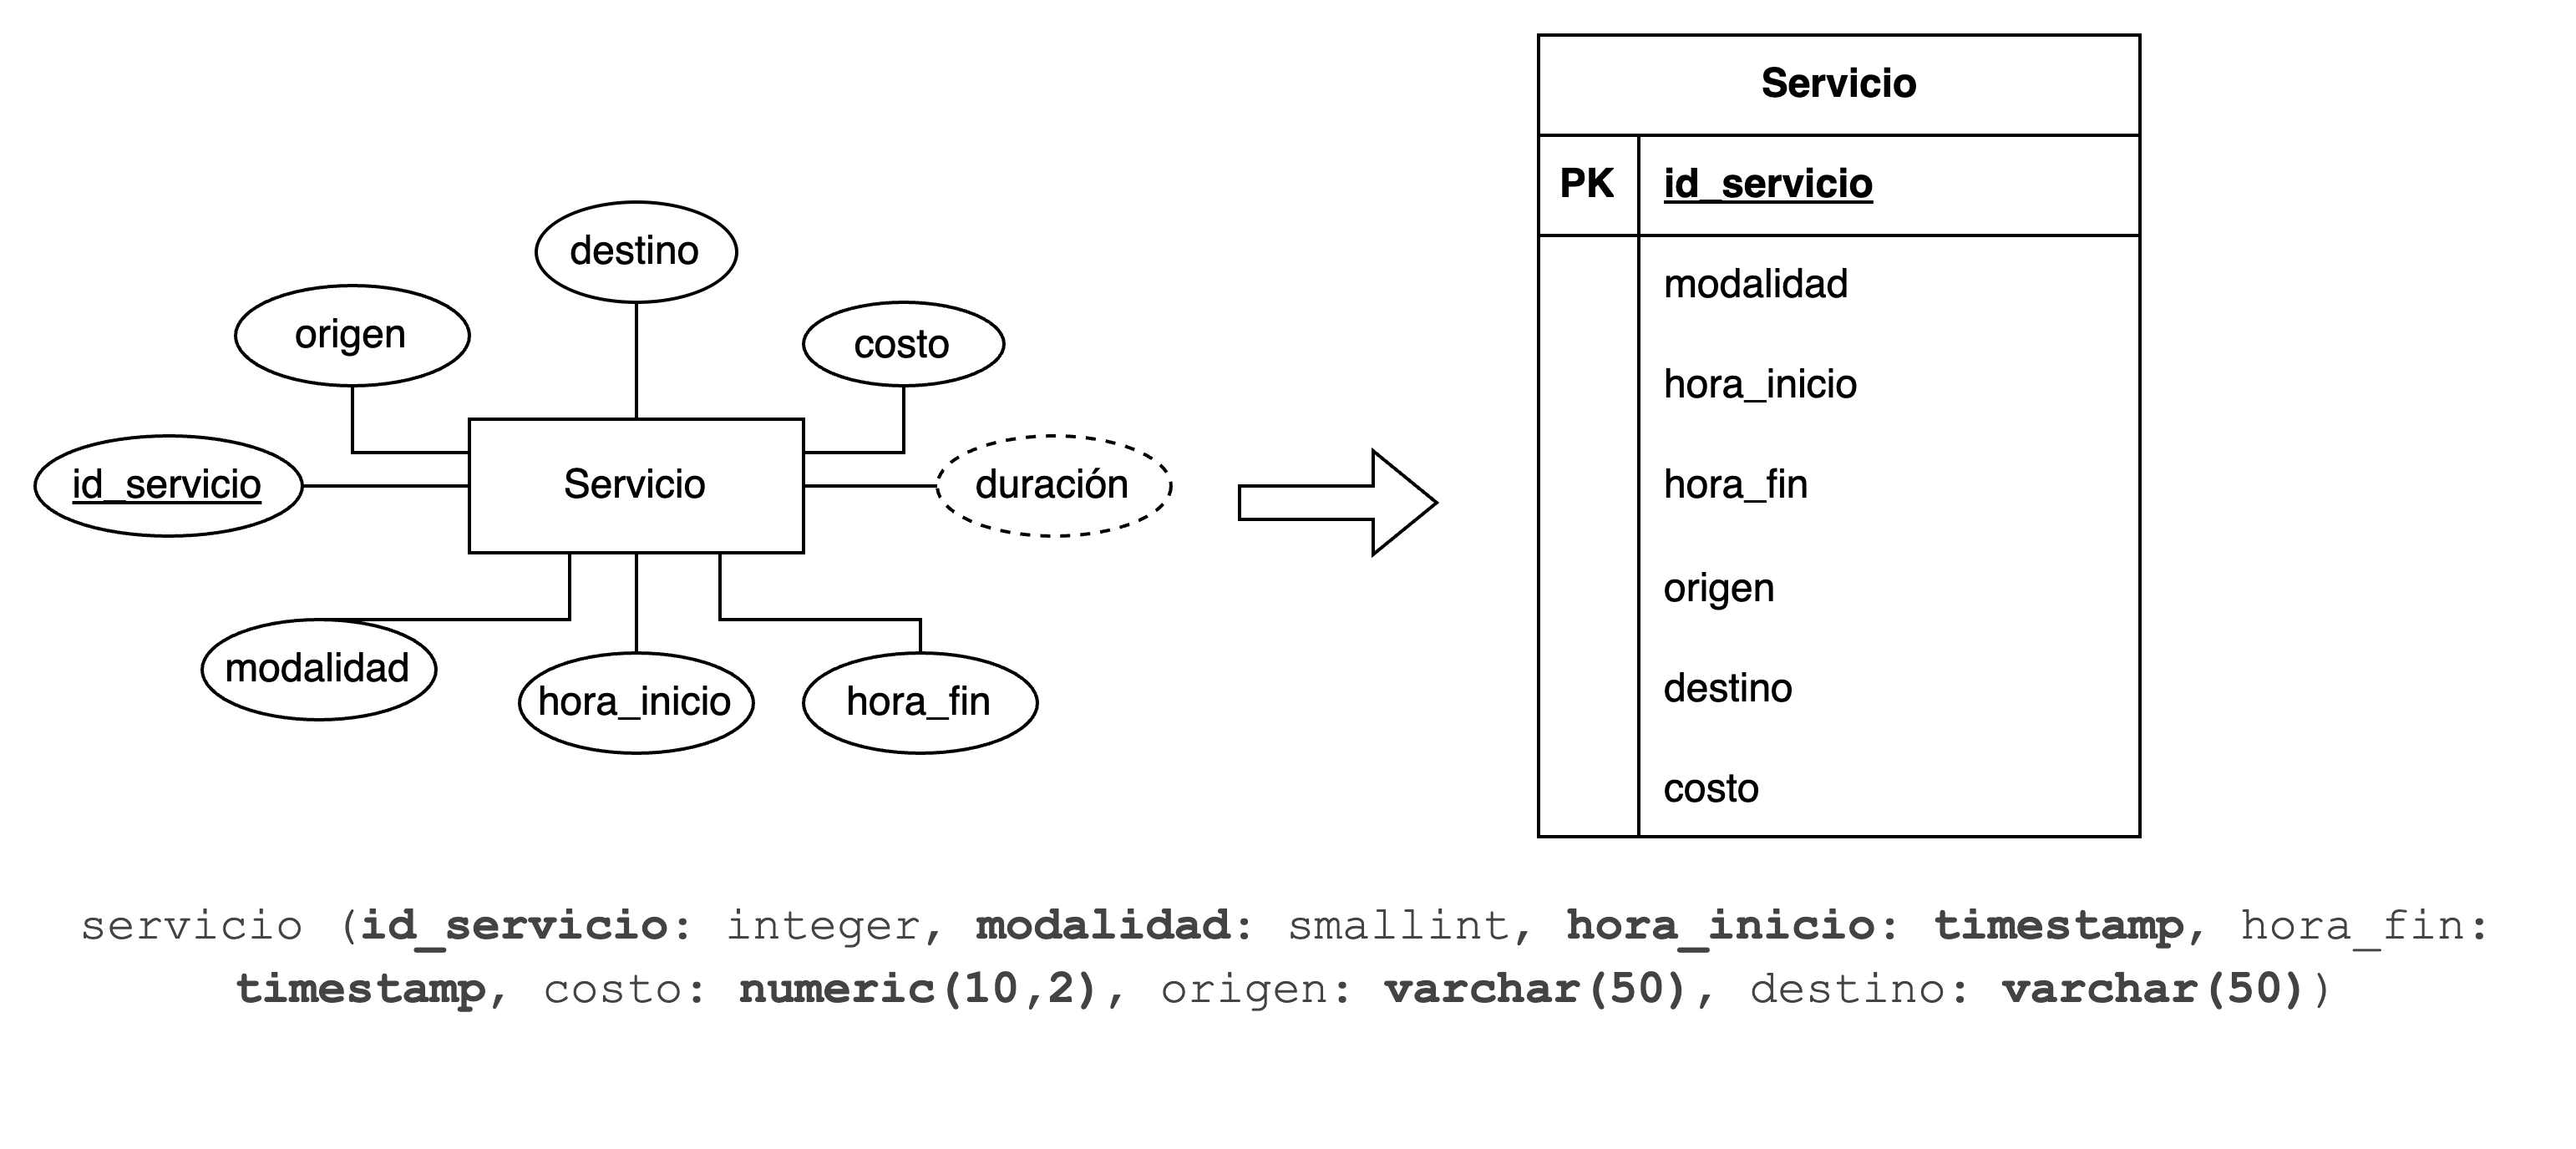 destino
origen
costo
id_servicio
Servicio
duración
modalidad
hora_inicio
hora_fin
Servicio
PK id_servicio
modalidad
hora_inicio
hora_fin
origen
destino
costo
servicio (id_servicio: integer, modalidad: smallint, hora_inicio: timestamp, hora_fin:
timestamp, costo: numeric(10,2), origen: varchar(50), destino: varchar(50))